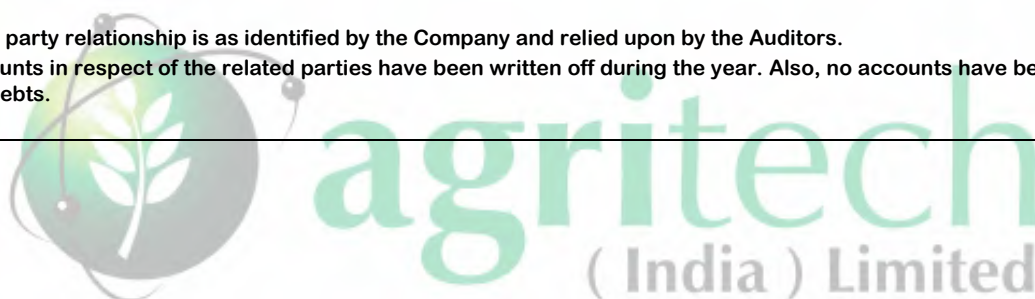 party relationship is as identified by the Company and relied upon by the Auditors.
unts in respect of the related parties have been written off during the year. Also, no accounts have be
ebts.
agritech
( India ) Limited